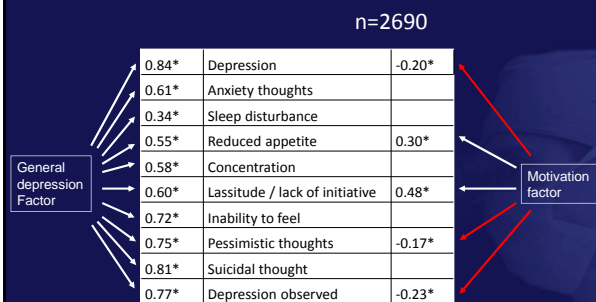 n=2690
0.84* Depression -0.20*
0.61* Anxiety thoughts
0.34* Sleep disturbance
0.55* Reduced appetite 0.30*
0.58* Concentration
0.60* Lassitude / lack of initiative 0.48*
0.72* Inability to feel
0.75* Pessimistic thoughts -0.17*
0.81* Suicidal thought
0.77* Depression observed -0.23*
General
depression
Factor
Motivation
factor